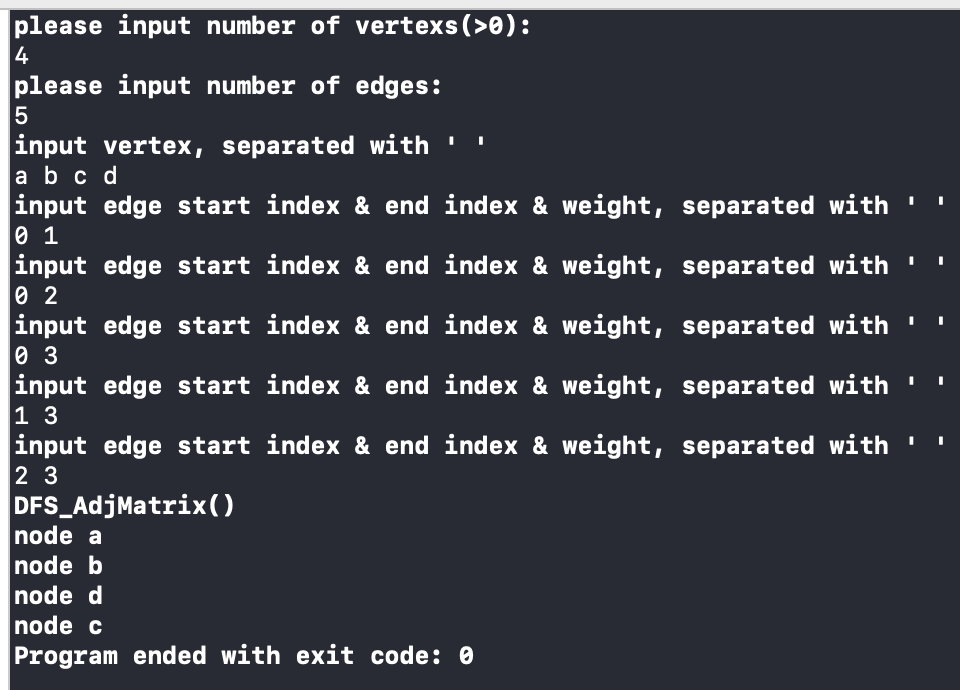 please input number of vertexs(>0):
4
please input number of edges:
5
input vertex, separated with ' '
a b c d
input edge start index & end index & weight, separated with ' '
0 1
input edge start index & end index & weight, separated with ' '
0 2
input edge start index & end index & weight, separated with ' '
0 3
input edge start index & end index & weight, separated with ' '
1 3
input edge start index & end index & weight, separated with ' '
2 3
DFS_AdjMatrix()
node a
node b
node d
node c
Program ended with exit code: 0